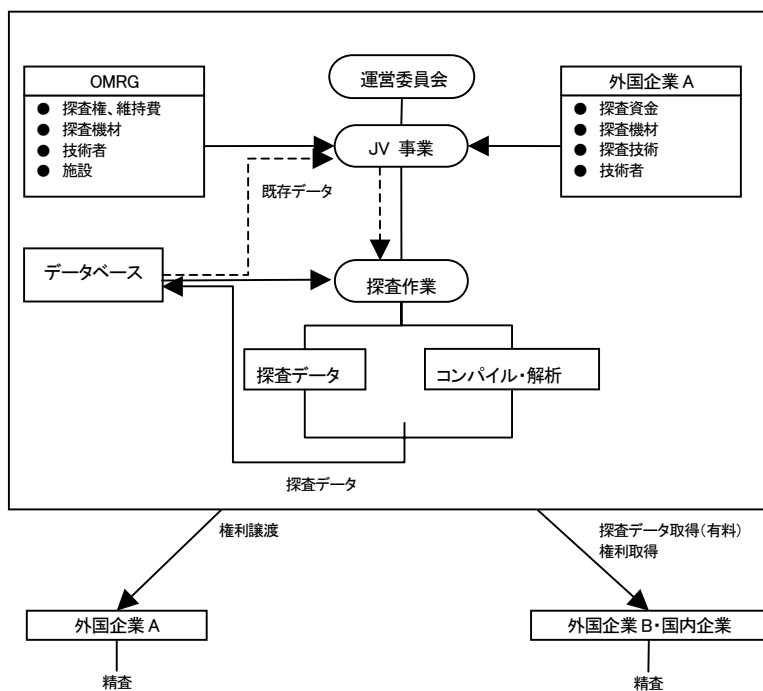 OMRG
● 探査権、維持費
● 探査機材
● 技術者
● 施設
運営委員会
JV 事業
外国企業 A
● 探査資金
● 探査機材
● 探査技術
● 技術者
既存データ
データベース
探査作業
探査データ
コンパイル・解析
探査データ
権利譲渡
探査データ取得(有料)
権利取得
外国企業 A
外国企業 B・国内企業
精査
精査